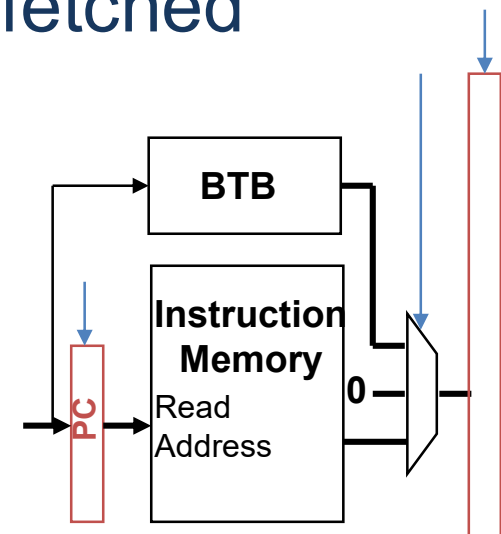 fetched
BTB
Instruction
Memory
Read
Address
PC
0